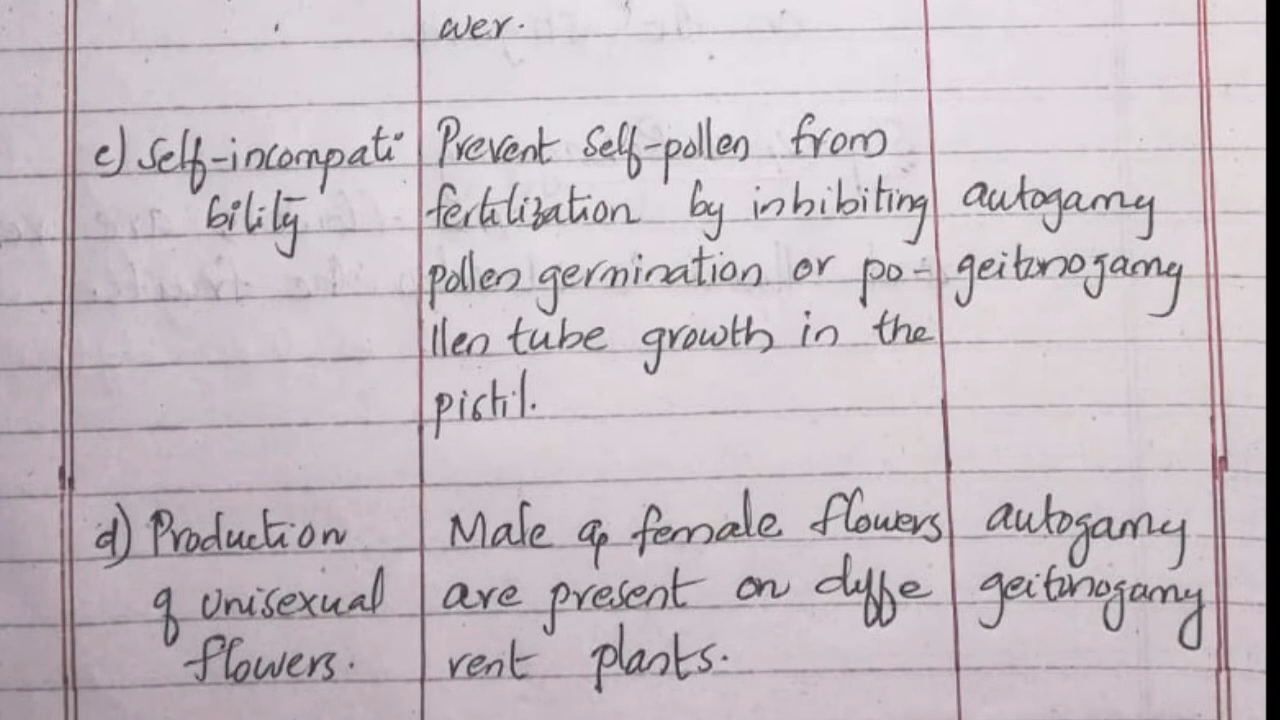 wer.
c) Self-incompati
bility
Prevent Self-pollen from
fertilization by inhibiting
pollen germination or po-
llen tube growth in the
pistil.
autogamy
geitonogamy
d) Production
of unisexual
flowers.
Male & female flowers
are present on diffe
rent plants.
autogamy
geitonogamy